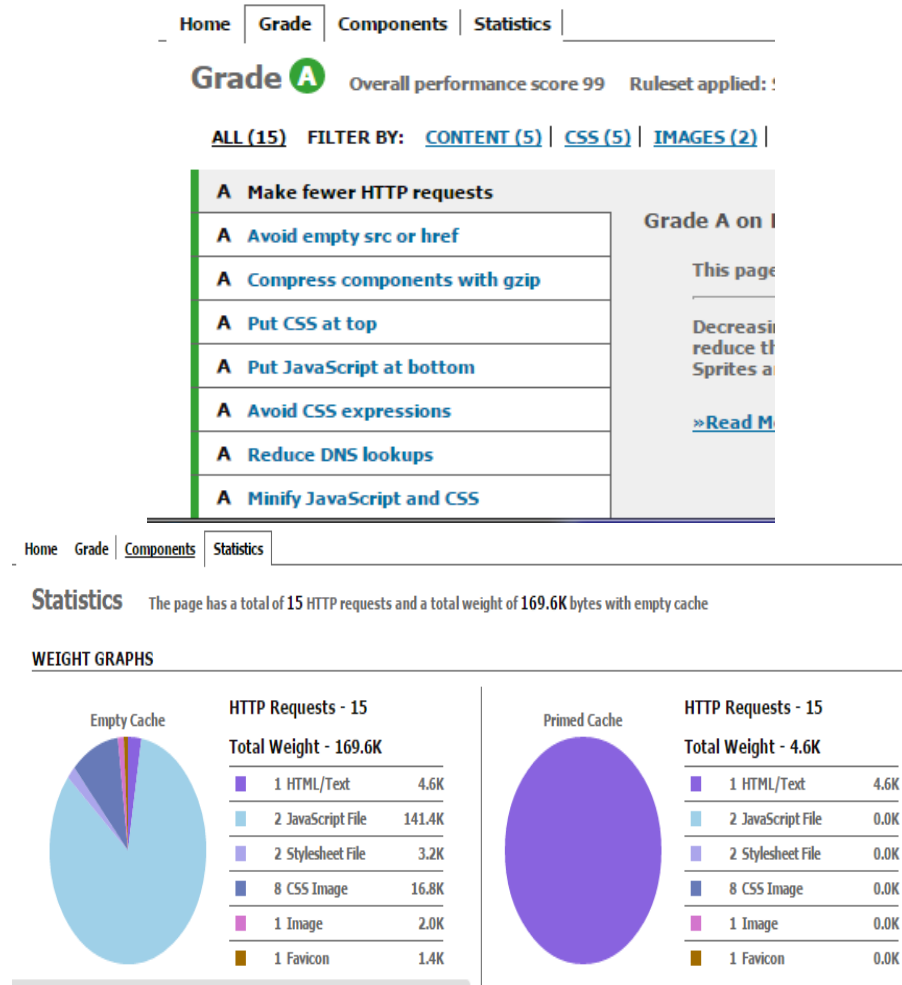 Home Grade Components Statistics
Grade A Overall performance score 99 Ruleset applied:
ALL (15) FILTER BY: CONTENT (5) CSS (5) IMAGES (2)
A Make fewer HTTP requests
A Avoid empty src or href
A Compress components with gzip
A Put CSS at top
A Put JavaScript at bottom
A Avoid CSS expressions
A Reduce DNS lookups
A Minify JavaScript and CSS
Grade A on
This page
reduce
Sprites
»Read
Home Grade Components Statistics
Statistics The page has a total of 15 HTTP requests and a total weight of 169.6K bytes with empty cache
WEIGHT GRAPHS
Empty Cache
HTTP Requests - 15
Total Weight - 169.6K
1 HTML/Text 4.6K
2 JavaScript File 141.4K
2 Stylesheet File 3.2K
8 CSS Image 16.8K
1 Image 2.0K
1 Favicon 1.4K
Primed Cache
HTTP Requests - 15
Total Weight - 4.6K
1 HTML/Text 4.6K
2 JavaScript File 0.0K
2 Stylesheet File 0.0K
8 CSS Image 0.0K
1 Image 0.0K
1 Favicon 0.0K